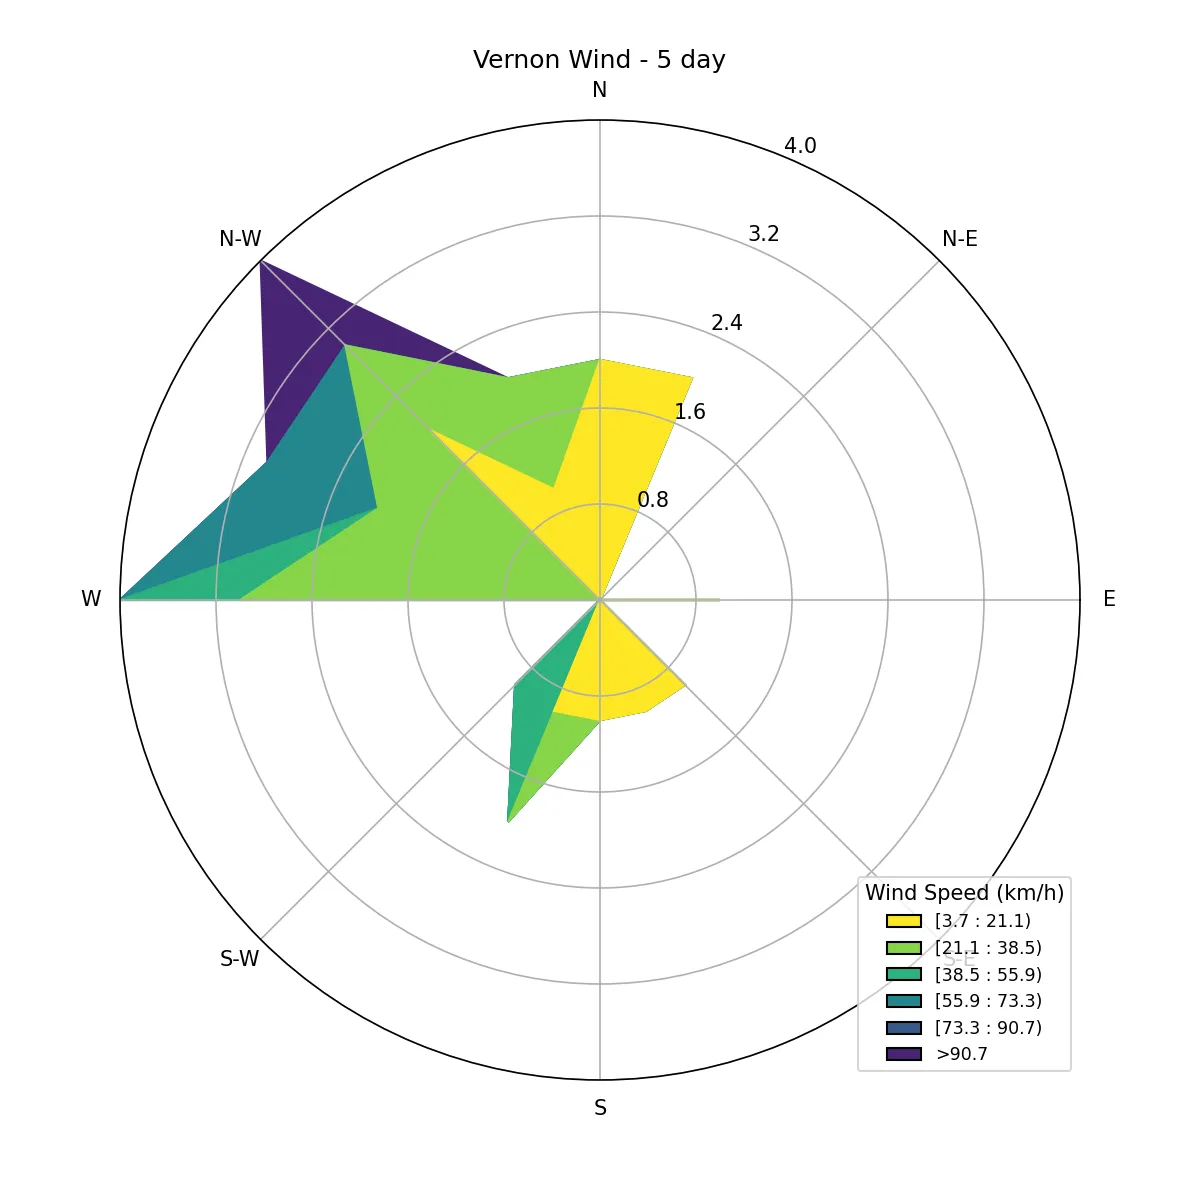 Vernon Wind - 5 day
N
4.0
N-W
3.2
N-E
2.4
1.6
0.8
W
E
S-W
S-E
Wind Speed (km/h)
[3.7 : 21.1)
[21.1 : 38.5)
[38.5 : 55.9)
[55.9 : 73.3)
[73.3 : 90.7)
>90.7
S